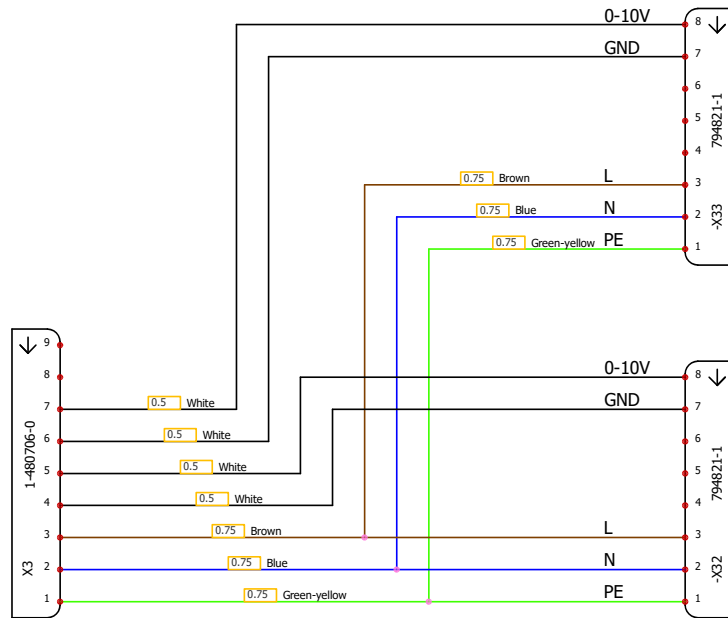 0-10V
8
GND
7
6
5
4
0.75 Brown L 3
0.75 Blue N 2
0.75 Green-yellow PE 1
794821-1
-X33
9
8
0-10V
8
7 0.5 White
GND
7
6 0.5 White
6
5 0.5 White
5
4 0.5 White
4
3 0.75 Brown L 3
2 0.75 Blue N 2
1 0.75 Green-yellow PE 1
1-480706-0
X3
794821-1
-X32